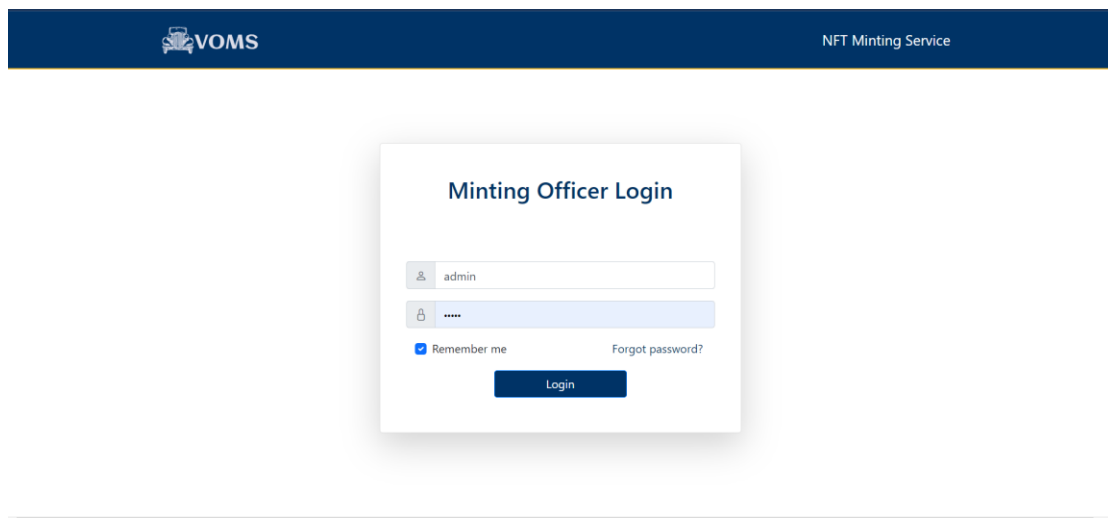 VOMS
NFT Minting Service
Minting Officer Login
admin
•••••
Remember me
Forgot password?
Login